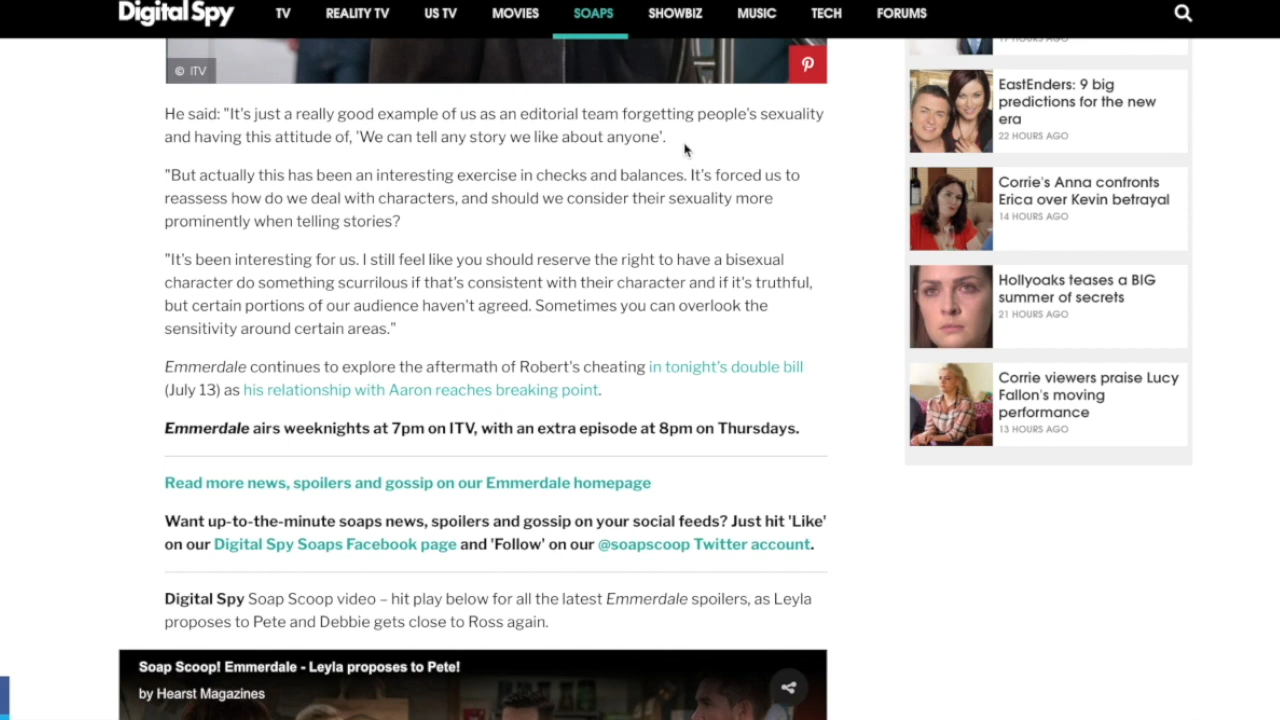 Digital Spy
TV
REALITY TV
US TV
MOVIES
SOAPS
SHOWBIZ
MUSIC
TECH
FORUMS
© ITV
He said: "It's just a really good example of us as an editorial team forgetting people's sexuality
and having this attitude of, 'We can tell any story we like about anyone'.
"But actually this has been an interesting exercise in checks and balances. It's forced us to
reassess how do we deal with characters, and should we consider their sexuality more
prominently when telling stories?
"It's been interesting for us. I still feel like you should reserve the right to have a bisexual
character do something scurrilous if that's consistent with their character and if it's truthful,
but certain portions of our audience haven't agreed. Sometimes you can overlook the
sensitivity around certain areas."
Emmerdale continues to explore the aftermath of Robert's cheating in tonight's double bill
(July 13) as his relationship with Aaron reaches breaking point.
Emmerdale airs weeknights at 7pm on ITV, with an extra episode at 8pm on Thursdays.
Read more news, spoilers and gossip on our Emmerdale homepage
Want up-to-the-minute soaps news, spoilers and gossip on your social feeds? Just hit 'Like'
on our Digital Spy Soaps Facebook page and 'Follow' on our @soapscoop Twitter account.
Digital Spy Soap Scoop video – hit play below for all the latest Emmerdale spoilers, as Leyla
proposes to Pete and Debbie gets close to Ross again.
Soap Scoop! Emmerdale - Leyla proposes to Pete!
by Hearst Magazines
17 HOURS AGO
EastEnders: 9 big
predictions for the new
era
22 HOURS AGO
Corrie's Anna confronts
Erica over Kevin betrayal
14 HOURS AGO
Hollyoaks teases a BIG
summer of secrets
21 HOURS AGO
Corrie viewers praise Lucy
Fallon's moving
performance
13 HOURS AGO